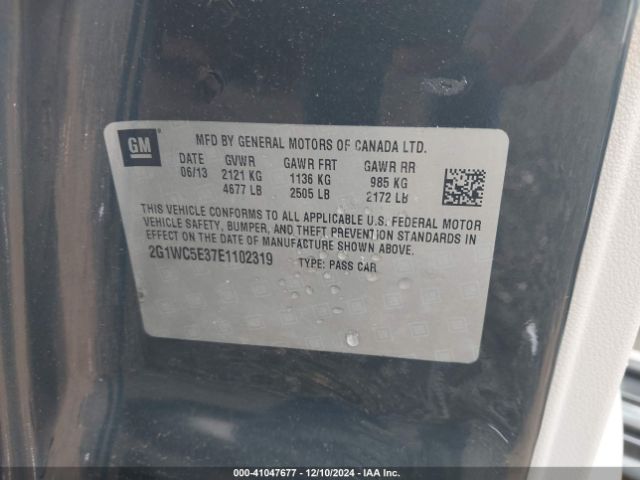 GM
MFD BY GENERAL MOTORS OF CANADA LTD.
DATE GVWR GAWR FRT GAWR RR
06/13 2121 KG 1136 KG 985 KG
4677 LB 2505 LB 2172 LB
THIS VEHICLE CONFORMS TO ALL APPLICABLE U.S. FEDERAL MOTOR
VEHICLE SAFETY, BUMPER, AND THEFT PREVENTION STANDARDS IN
EFFECT ON THE DATE OF MANUFACTURE SHOWN ABOVE.
2G1WC5E37E1102319 TYPE: PASS CAR
000-41047677 - 12/10/2024 - IAA Inc.